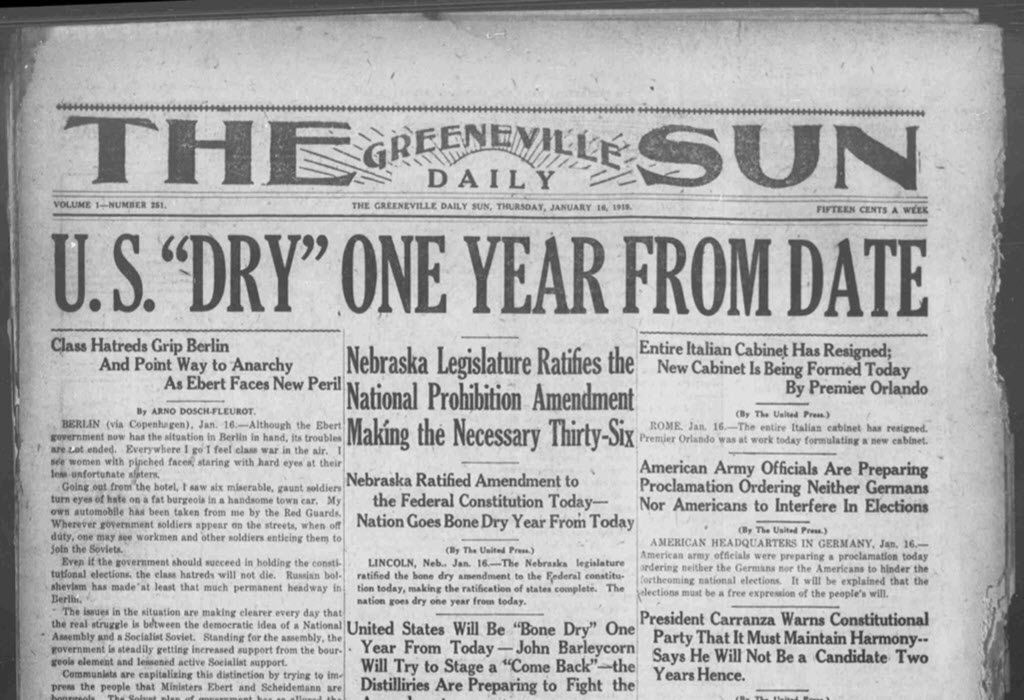 THE GREENEVILLE DAILY SUN
VOLUME 1—NUMBER 251.
THE GREENEVILLE DAILY SUN, THURSDAY, JANUARY 16, 1919.
FIFTEEN CENTS A WEEK
U. S. “DRY” ONE YEAR FROM DATE
Class Hatreds Grip Berlin
And Point Way to Anarchy
As Ebert Faces New Peril
By ARNO DOSCH-FLEUROT.
BERLIN (via Copenhagen), Jan. 16.—Although the Ebert
government now has the situation in Berlin in hand, its troubles
are not ended. Everywhere I go I feel class war in the air. I
see women with pinched faces, staring with hard eyes at their
less unfortunate sisters.
Going out from the hotel, I saw six miserable, gaunt soldiers
turn eyes of hate on a fat burgeois in a handsome town car. My
own automobile has been taken from me by the Red Guards.
Wherever government soldiers appear on the streets, when off
duty, one may see workmen and other soldiers enticing them to
join the Soviets.
Even if the government should succeed in holding the consti-
tutional elections, the class hatreds will not die. Russian bol-
shevism has made at least that much permanent headway in
Berlin.
The issues in the situation are making clearer every day that
the real struggle is between the democratic idea of a National
Assembly and a Socialist Soviet. Standing for the assembly, the
government is steadily getting increased support from the bour-
geois element and lessened active Socialist support.
Communists are capitalizing this distinction by trying to im-
press the people that Ministers Ebert and Scheidemann are
Nebraska Legislature Ratifies the
National Prohibition Amendment
Making the Necessary Thirty-Six
Nebraska Ratified Amendment to
the Federal Constitution Today—
Nation Goes Bone Dry Year From Today
(By The United Press.)
LINCOLN, Neb., Jan. 16.—The Nebraska legislature
ratified the bone dry amendment to the Federal constitu-
tion today, making the ratification of states complete. The
nation goes dry one year from today.
United States Will Be “Bone Dry” One
Year From Today—John Barleycorn
Will Try to Stage a “Come Back”—the
Distilliries Are Preparing to Fight the
Entire Italian Cabinet Has Resigned;
New Cabinet Is Being Formed Today
By Premier Orlando
(By The United Press.)
ROME, Jan. 16.—The entire Italian cabinet has resigned.
Premier Orlando was at work today formulating a new cabinet.
American Army Officials Are Preparing
Proclamation Ordering Neither Germans
Nor Americans to Interfere In Elections
(By The United Press.)
AMERICAN HEADQUARTERS IN GERMANY, Jan. 16.—
American army officials were preparing a proclamation today
ordering neither the Germans nor the Americans to hinder the
forthcoming national elections. It will be explained that the
elections must be a free expression of the people's will.
President Carranza Warns Constitutional
Party That It Must Maintain Harmony--
Says He Will Not Be a Candidate Two
Years Hence.